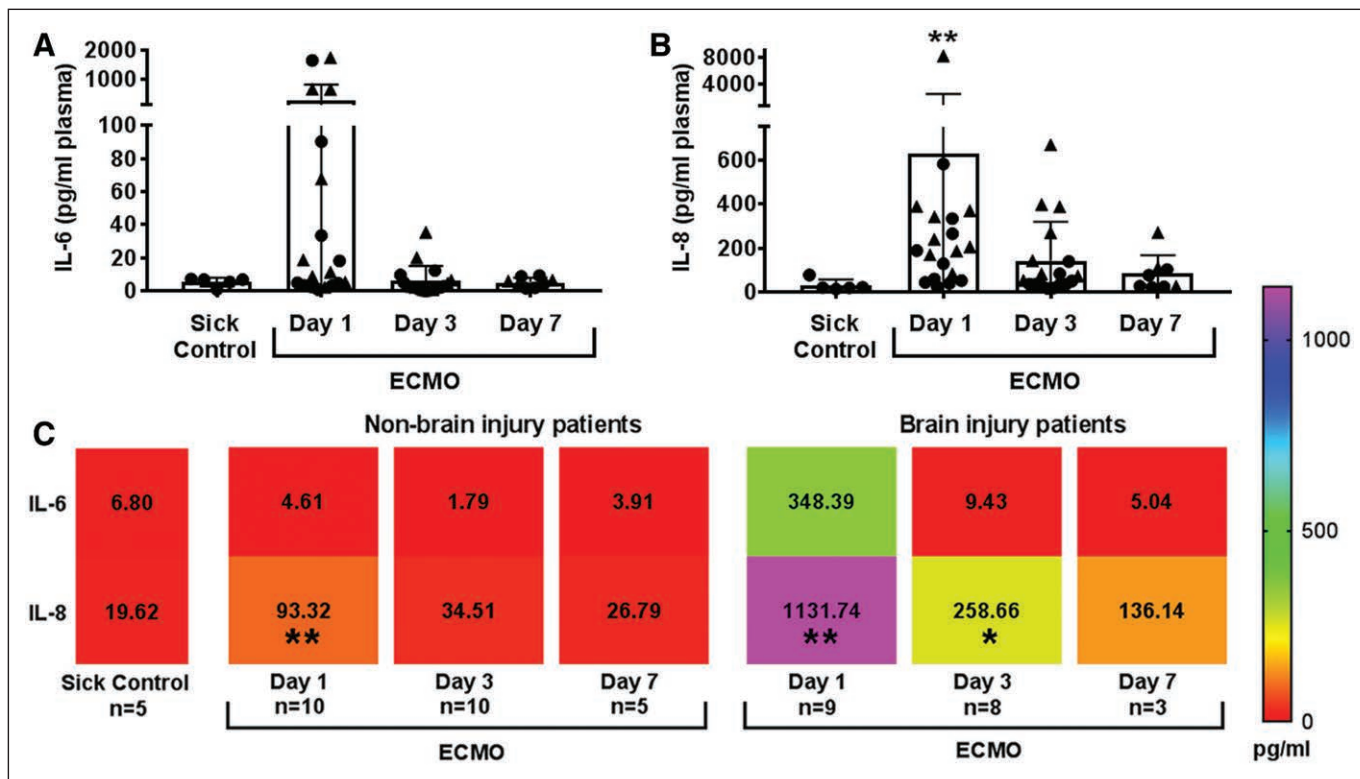 A
IL-6 (pg/ml plasma)
2000
1000
100
80
60
40
20
0
Sick
Control
Day 1
Day 3
Day 7
ECMO
B
**
IL-8 (pg/ml plasma)
8000
4000
600
400
200
0
Sick
Control
Day 1
Day 3
Day 7
ECMO
C
Non-brain injury patients
Brain injury patients
IL-6
6.80
4.61
1.79
3.91
348.39
9.43
5.04
IL-8
19.62
93.32
**
34.51
26.79
1131.74
**
258.66
*
136.14
Sick Control
n=5
Day 1
n=10
Day 3
n=10
Day 7
n=5
ECMO
Day 1
n=9
Day 3
n=8
Day 7
n=3
ECMO
1000
500
0
pg/ml